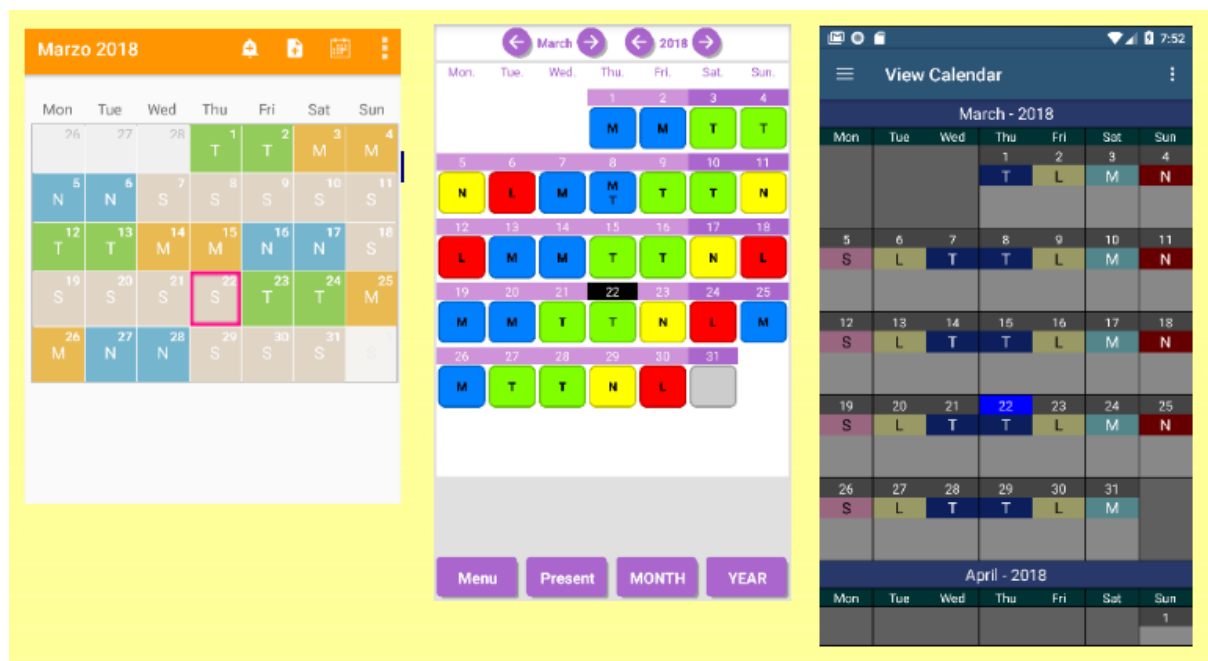 Marzo 2018
Mon Tue Wed Thu Fri Sat Sun
26 27 28 1 2 3 4
T T M M
5 6 7 8 9 10 11
N N S S S S S
12 13 14 15 16 17 18
T T M M N N S
19 20 21 22 23 24 25
S S S S T T M
26 27 28 29 30 31
M N N S S S S
March 2018
Mon. Tue. Wed. Thu. Fri. Sat. Sun.
1 2 3 4
M M T T
5 6 7 8 9 10 11
N L M M T T T N
12 13 14 15 16 17 18
L M M T T N L
19 20 21 22 23 24 25
M M T T N L M
26 27 28 29 30 31
M T T N L
Menu Present MONTH YEAR
7:52
View Calendar
March - 2018
Mon Tue Wed Thu Fri Sat Sun
1 2 3 4
T L M N
5 6 7 8 9 10 11
S L T T L M N
12 13 14 15 16 17 18
S L T T L M N
19 20 21 22 23 24 25
S L T T L M N
26 27 28 29 30 31
S L T T L M
April - 2018
Mon Tue Wed Thu Fri Sat Sun
1